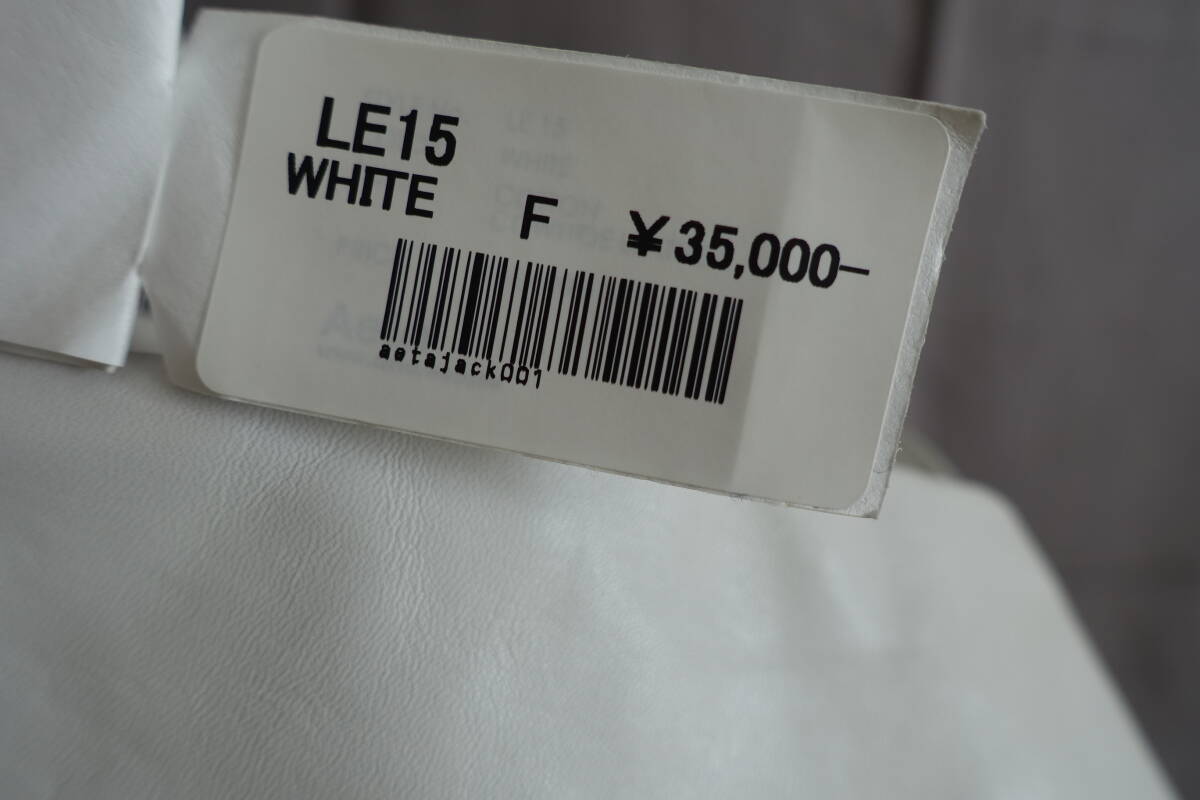 LE15
WHITE
F ¥35,000-
aetajack001